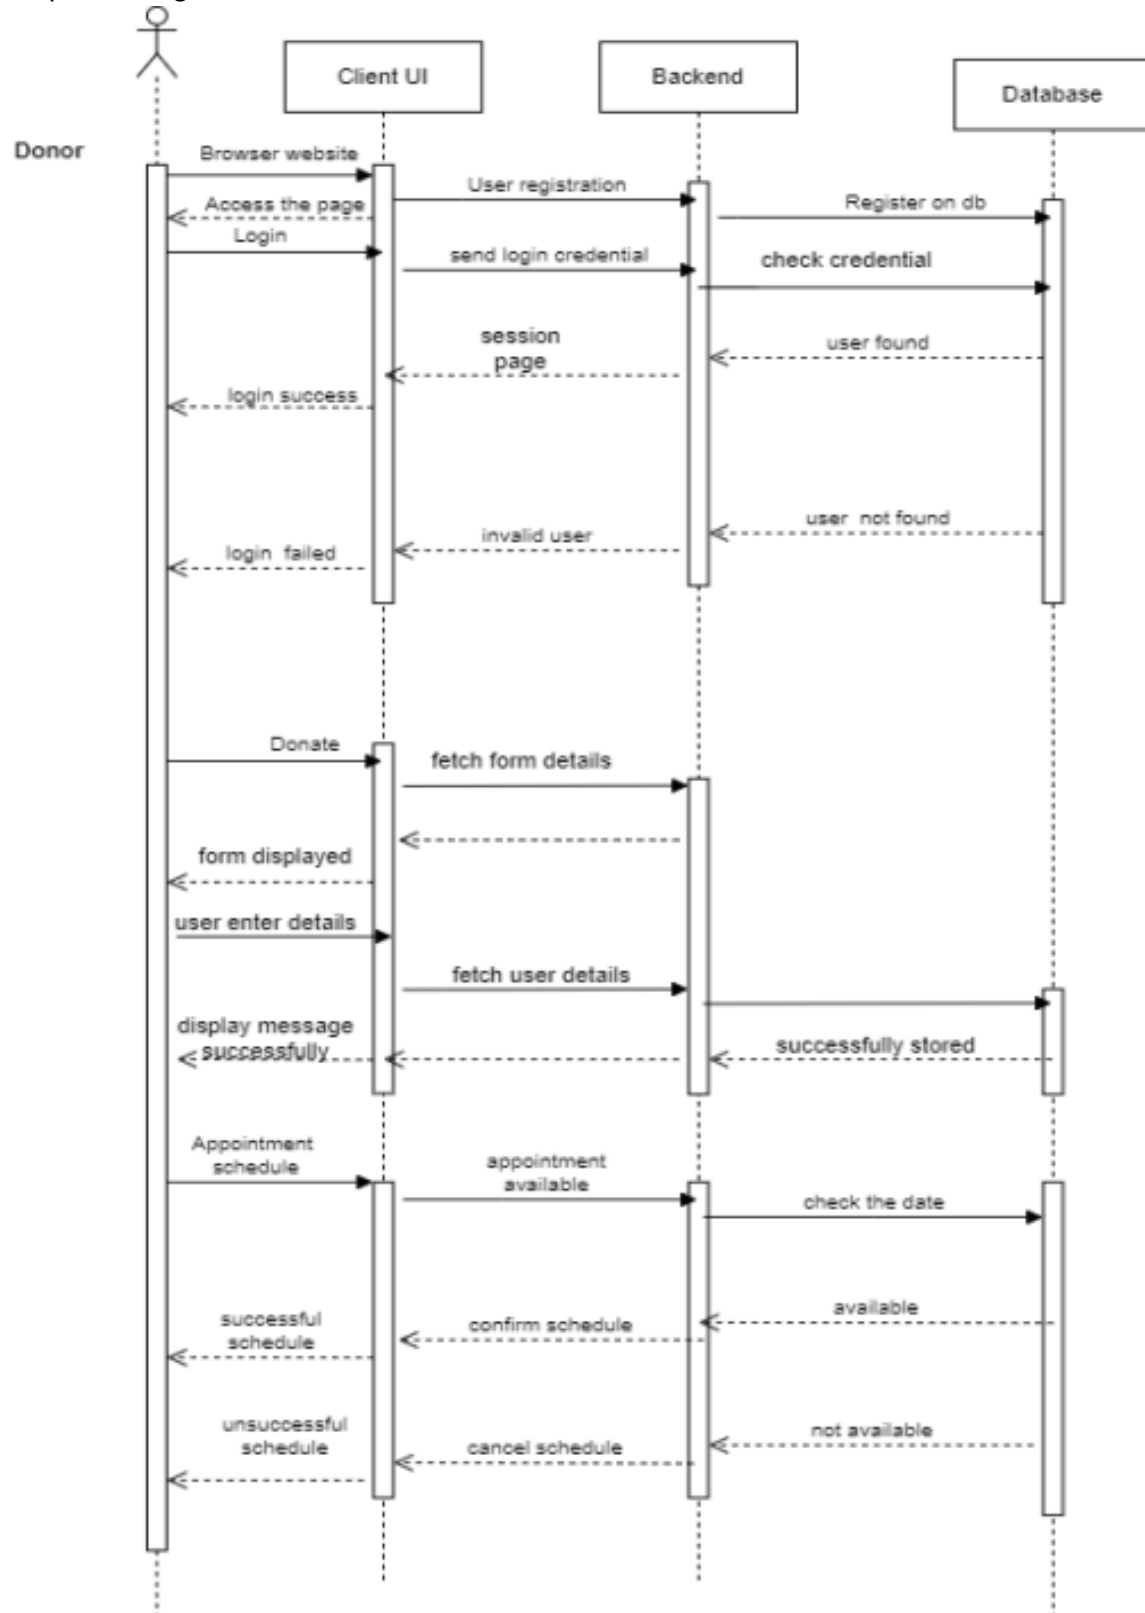 Client UI
Backend
Database
Donor
Browser website
User registration
Access the page
Register on db
Login
send login credential
check credential
session
page
user found
login success
user  not found
invalid user
login  failed
Donate
fetch form details
form displayed
user enter details
fetch user details
display message
successfully
successfully stored
Appointment
schedule
appointment
available
check the date
available
successful
schedule
confirm schedule
unsuccessful
schedule
cancel schedule
not available